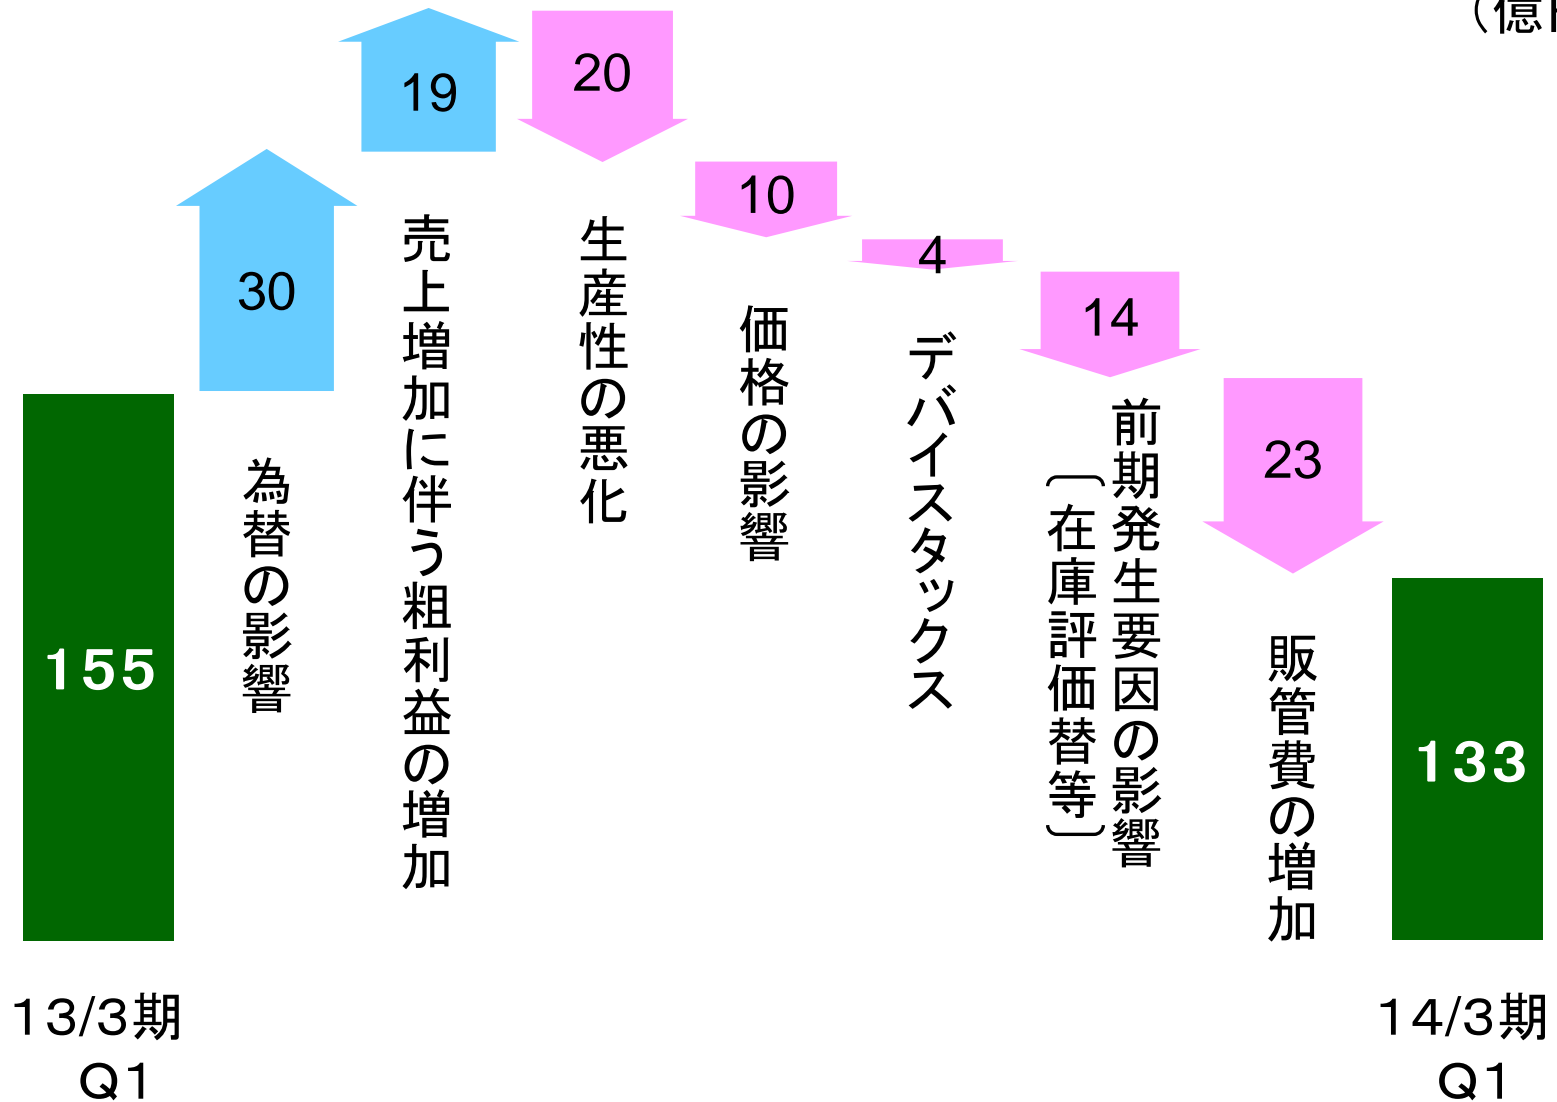 （億
19
20
10
4
30
14
23
売上増加に伴う粗利益の増加
生産性の悪化
価格の影響
デバイスタックス
前期発生要因の影響
〔在庫評価替等〕
為替の影響
販管費の増加
155
133
13/3期
Q1
14/3期
Q1